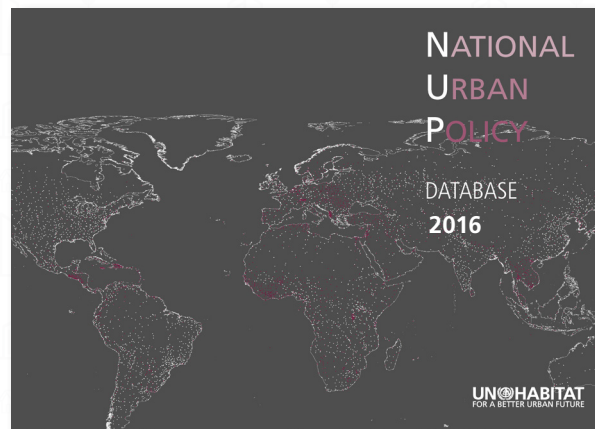 NATIONAL
URBAN
POLICY
DATABASE
2016
UN HABITAT
FOR A BETTER URBAN FUTURE